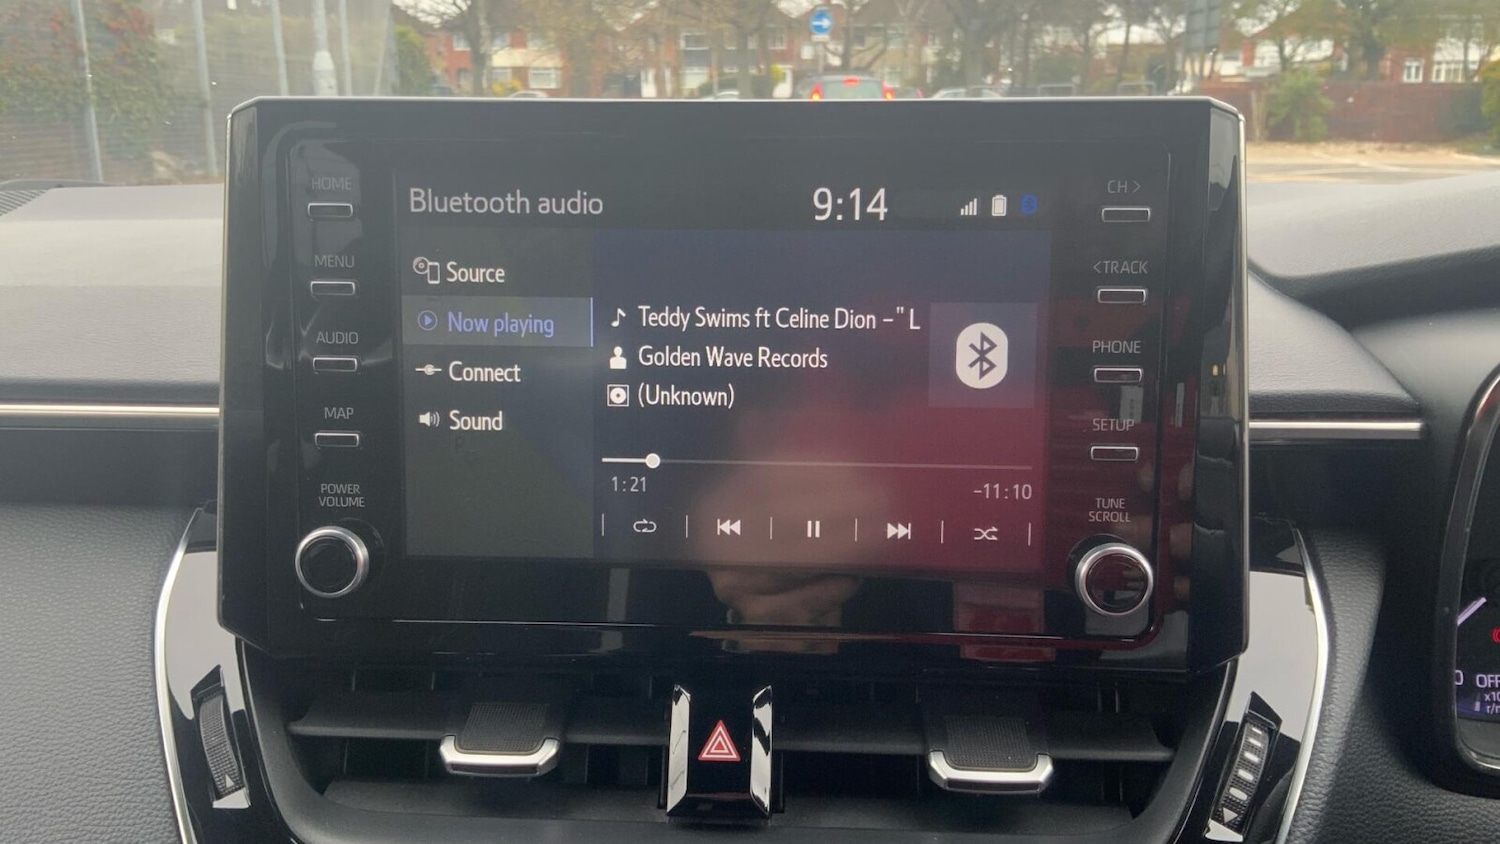 HOME
MENU
AUDIO
MAP
POWER
VOLUME
Bluetooth audio
9:14
Source
Now playing
Connect
Sound
Teddy Swims ft Celine Dion –" L
Golden Wave Records
(Unknown)
1:21
-11:10
CH >
<TRACK
PHONE
SETUP
TUNE
SCROLL
OFF